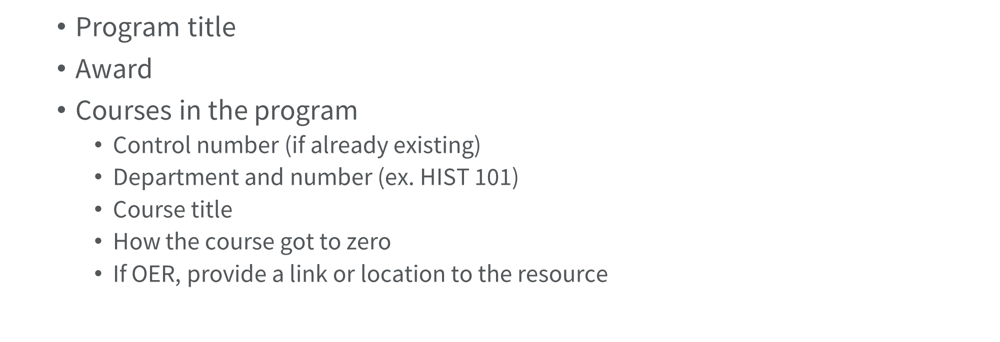 • Program title
• Award
• Courses in the program
• Control number (if already existing)
• Department and number (ex. HIST 101)
• Course title
• How the course got to zero
• If OER, provide a link or location to the resource